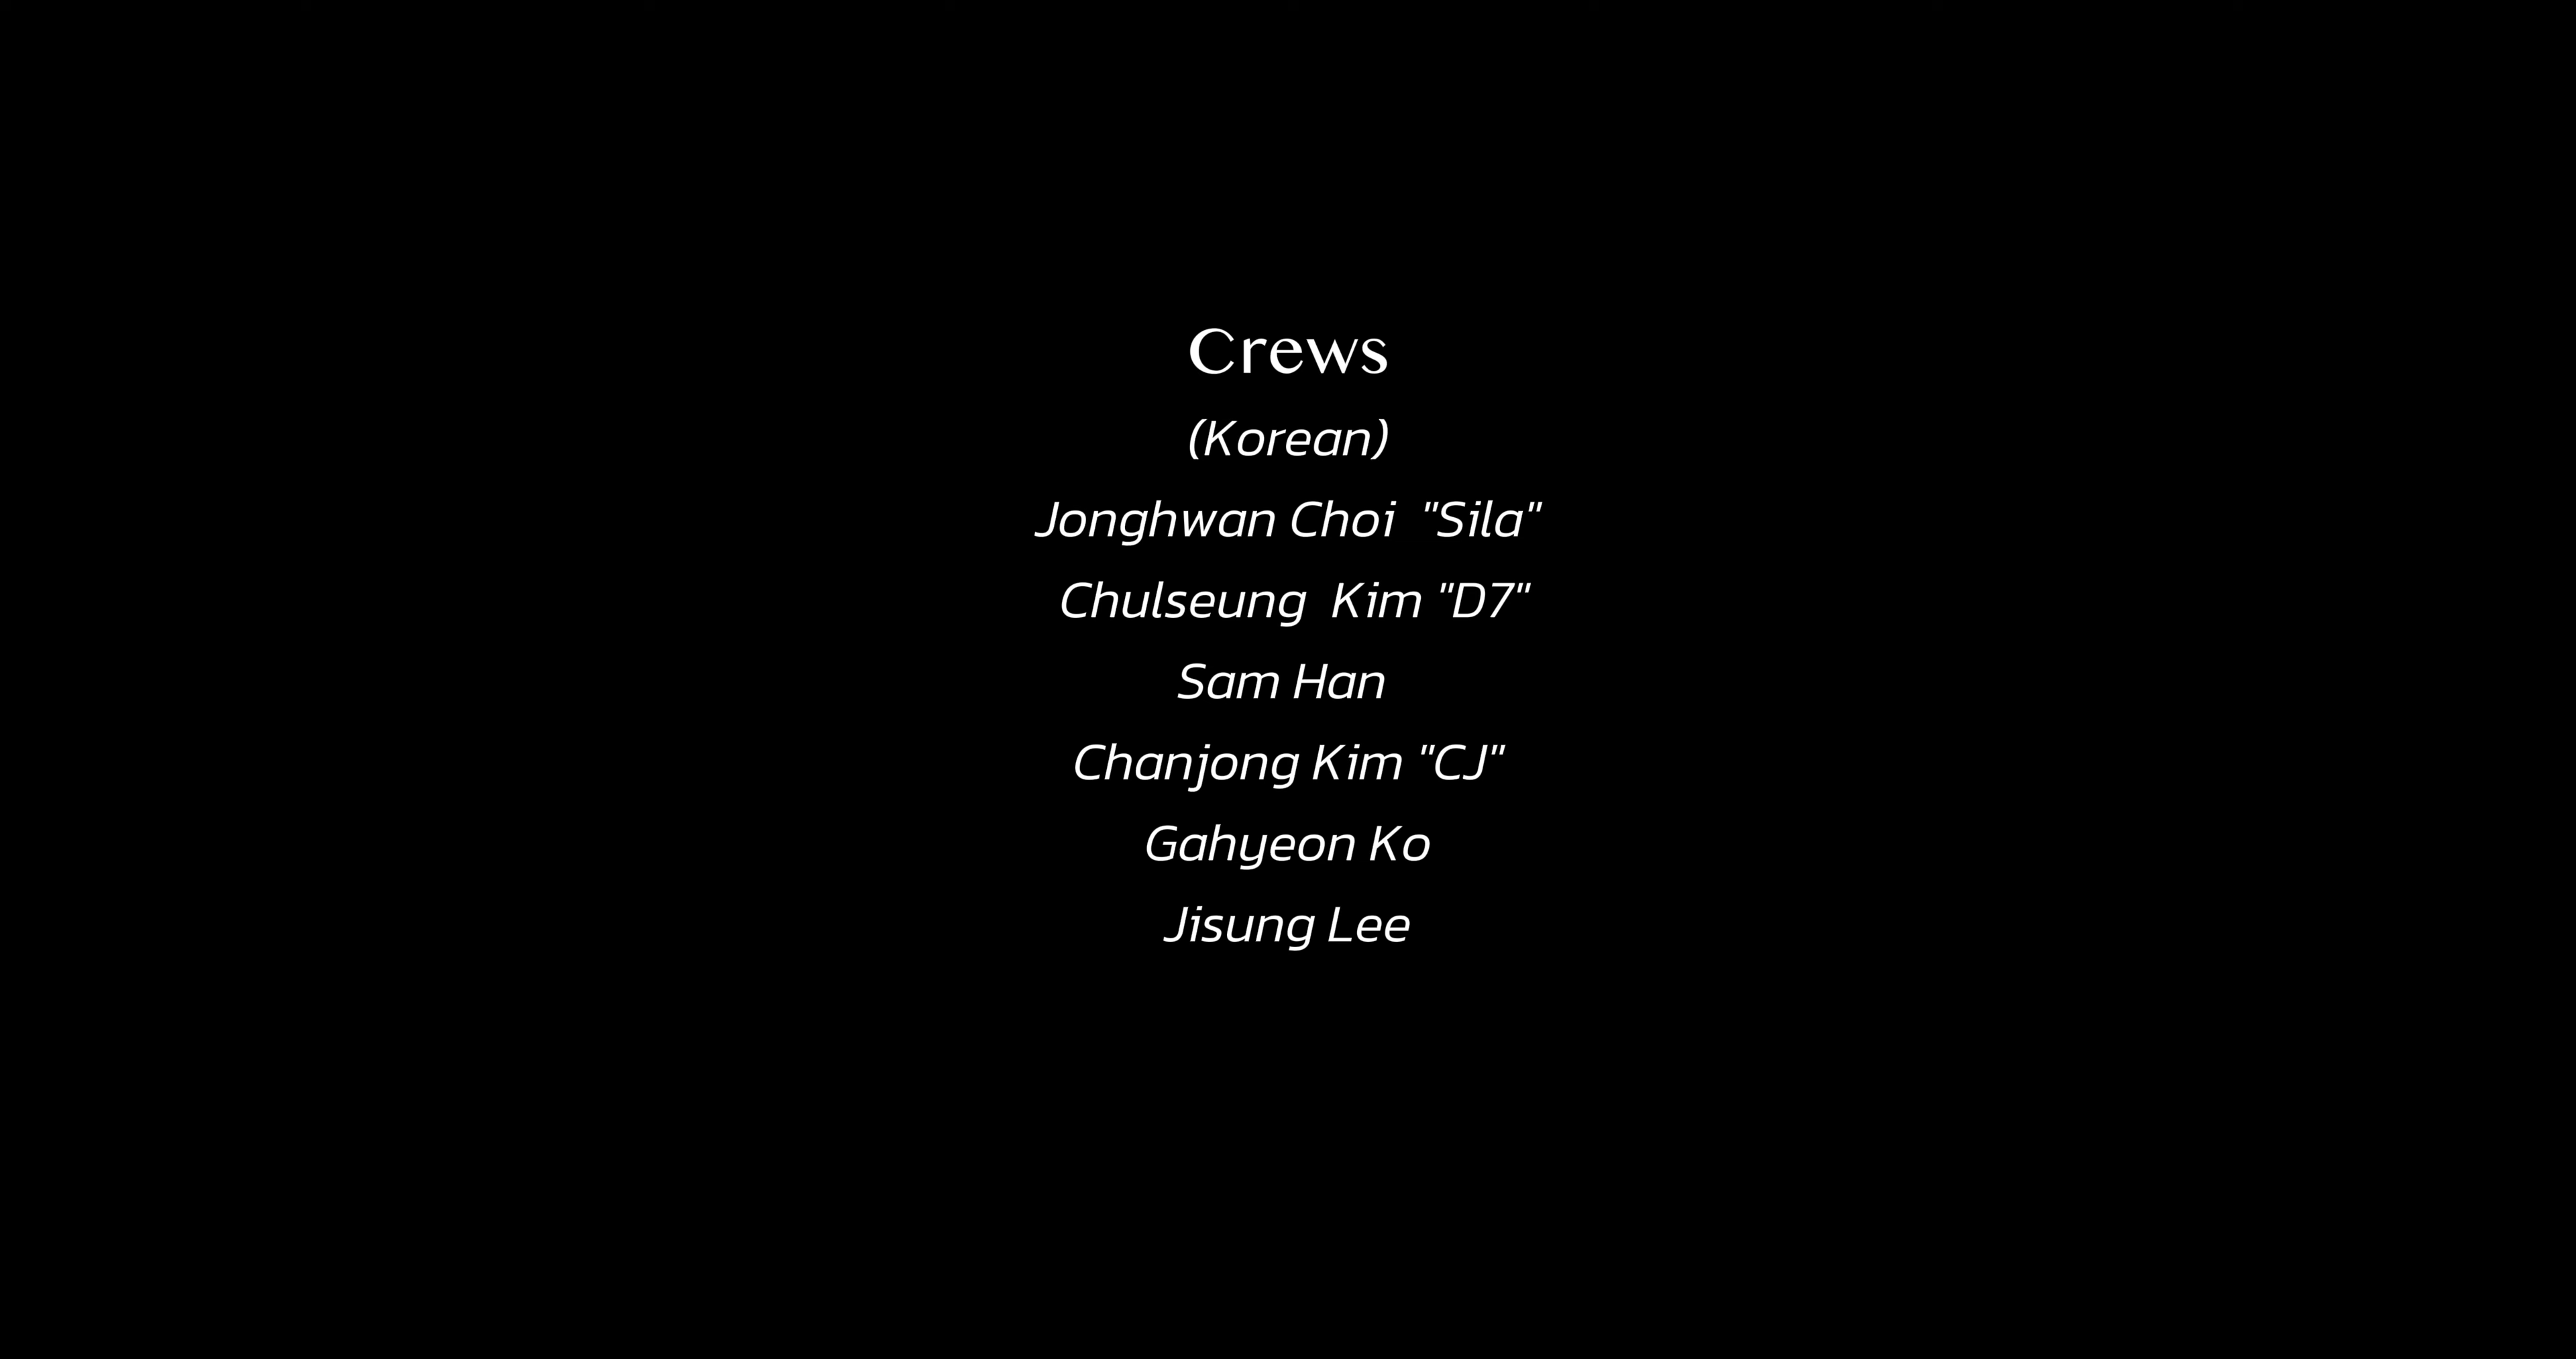 Crews
(Korean)
Jonghwan Choi  "Sila"
Chulseung  Kim "D7"
Sam Han
Chanjong Kim "CJ"
Gahyeon Ko
Jisung Lee